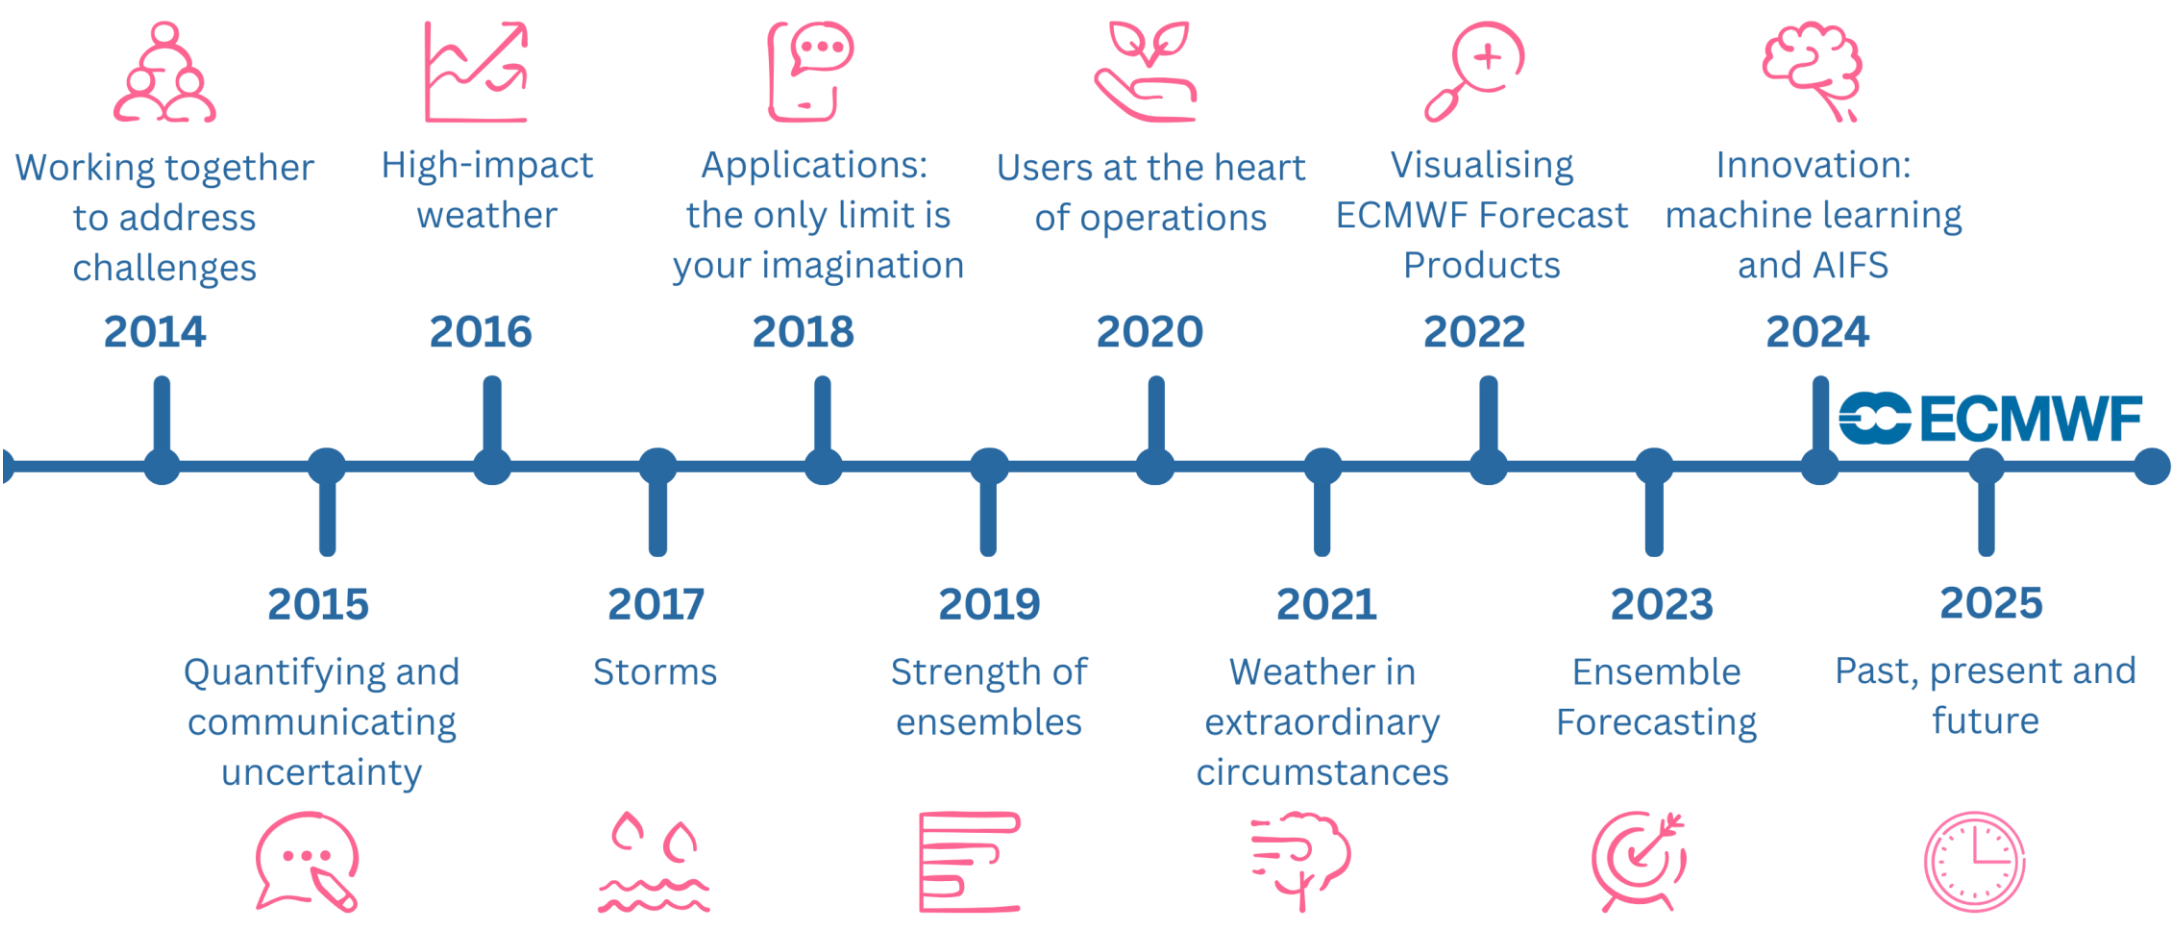 Working together
to address
challenges
2014
High-impact
weather
2016
Applications:
the only limit is
your imagination
2018
Users at the heart
of operations
2020
Visualising
ECMWF Forecast
Products
2022
Innovation:
machine learning
and AIFS
2024
ECMWF
2015
Quantifying and
communicating
uncertainty
2017
Storms
2019
Strength of
ensembles
2021
Weather in
extraordinary
circumstances
2023
Ensemble
Forecasting
2025
Past, present and
future